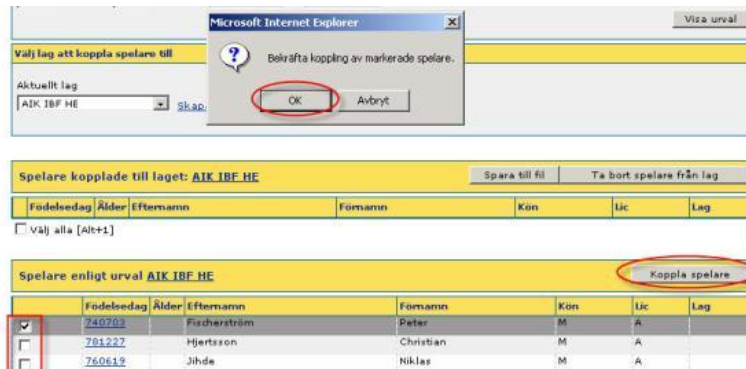 Microsoft Internet Explorer
Visa urval
Välj lag att koppla spelare till
Bekräfta koppling av markerade spelare.
Aktuellt lag
AIK IBF HE
Skap
OK
Avbryt
Spelare kopplade till laget: AIK IBF HE
Spara till fil
Ta bort spelare från lag
Födelsedag Ålder Efternamn Förnamn Kön Lic Lag
Välj alla [Alt+1]
Spelare enligt urval AIK IBF HE
Koppla spelare
Födelsedag Ålder Efternamn Förnamn Kön Lic Lag
740703 Fischerström Peter M A
781227 Hjertsson Christian M A
760619 Jihde Niklas M A